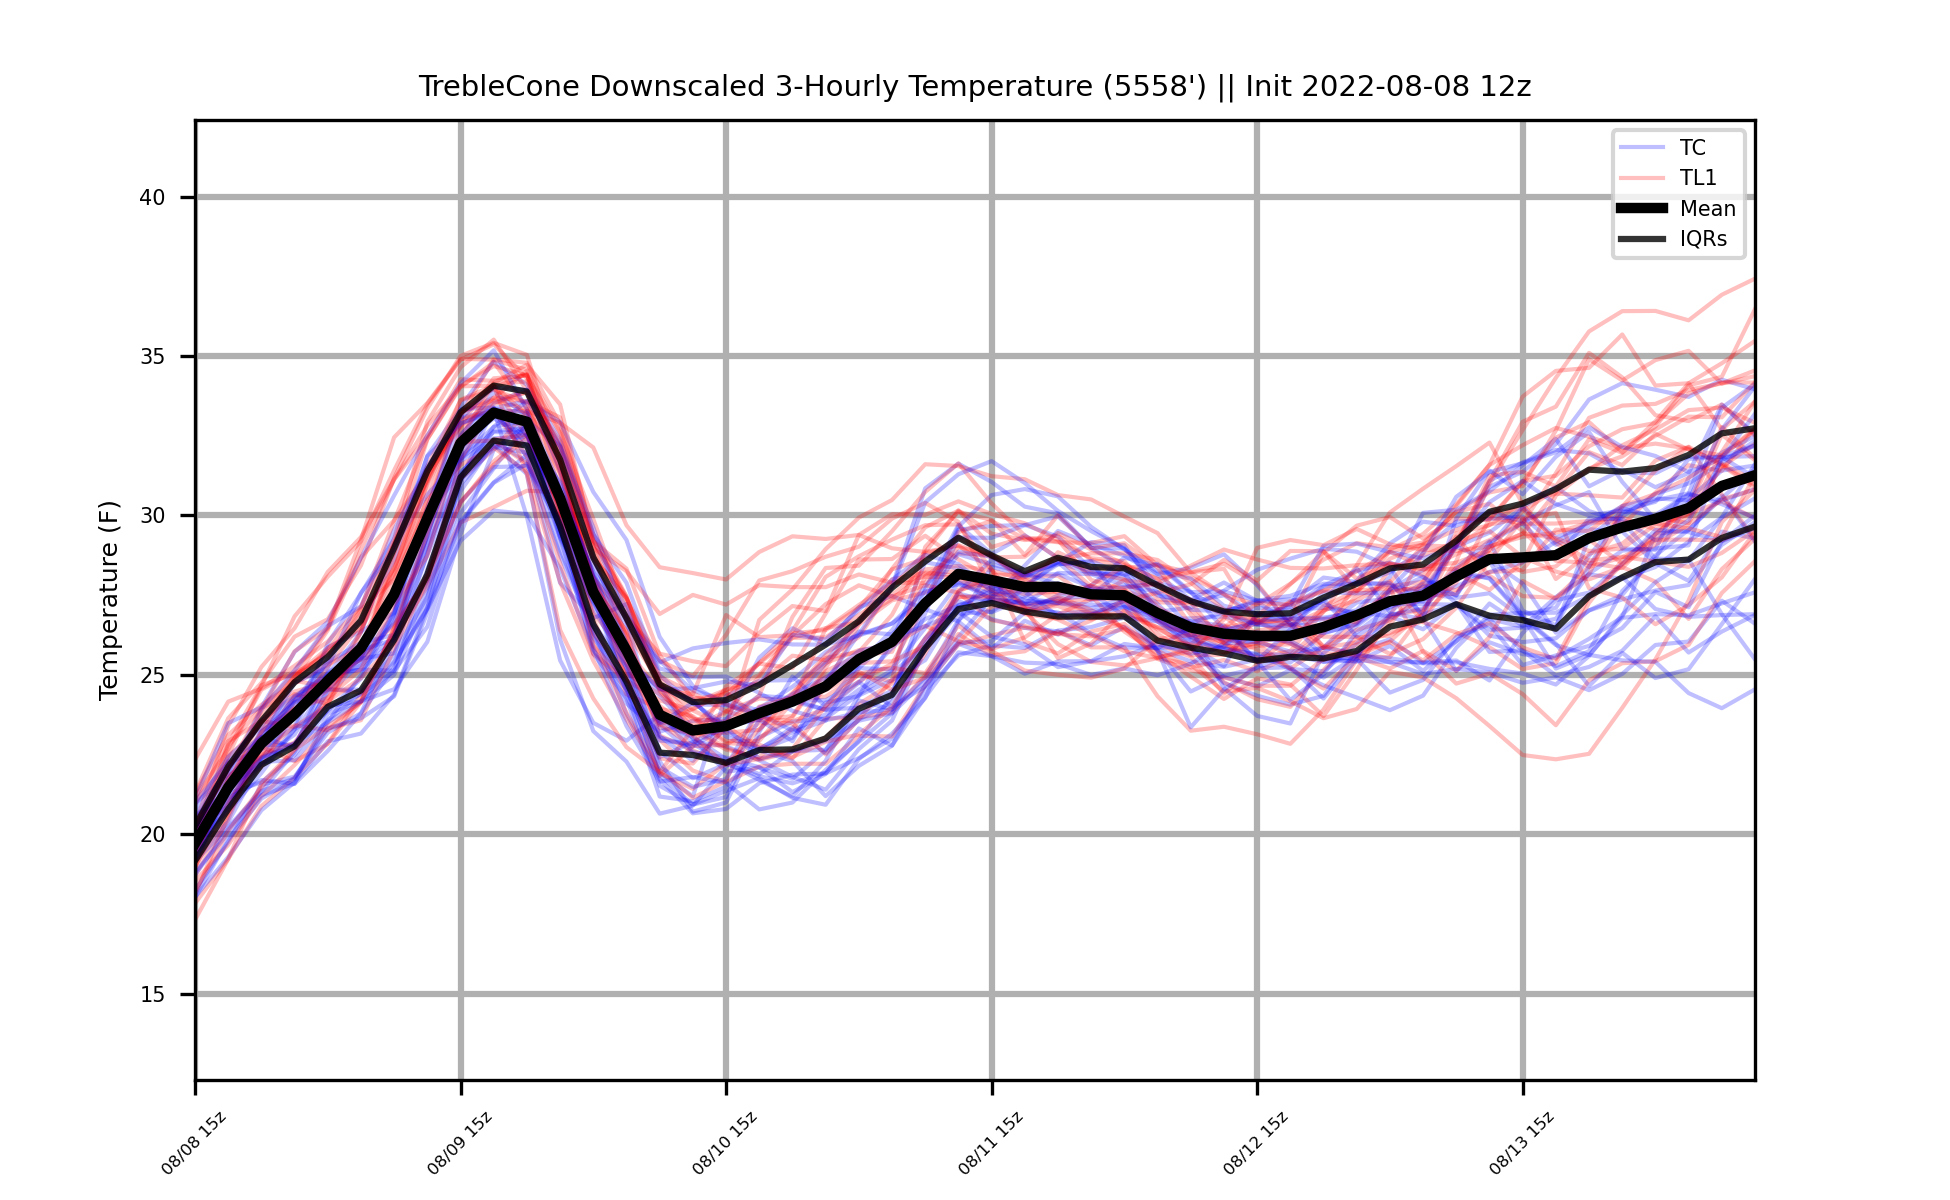 TrebleCone Downscaled 3-Hourly Temperature (5558') || Init 2022-08-08 12z
TC
TL1
Mean
IQRs
Temperature (F)
40
35
30
25
20
15
08/08 15z
08/09 15z
08/10 15z
08/11 15z
08/12 15z
08/13 15z